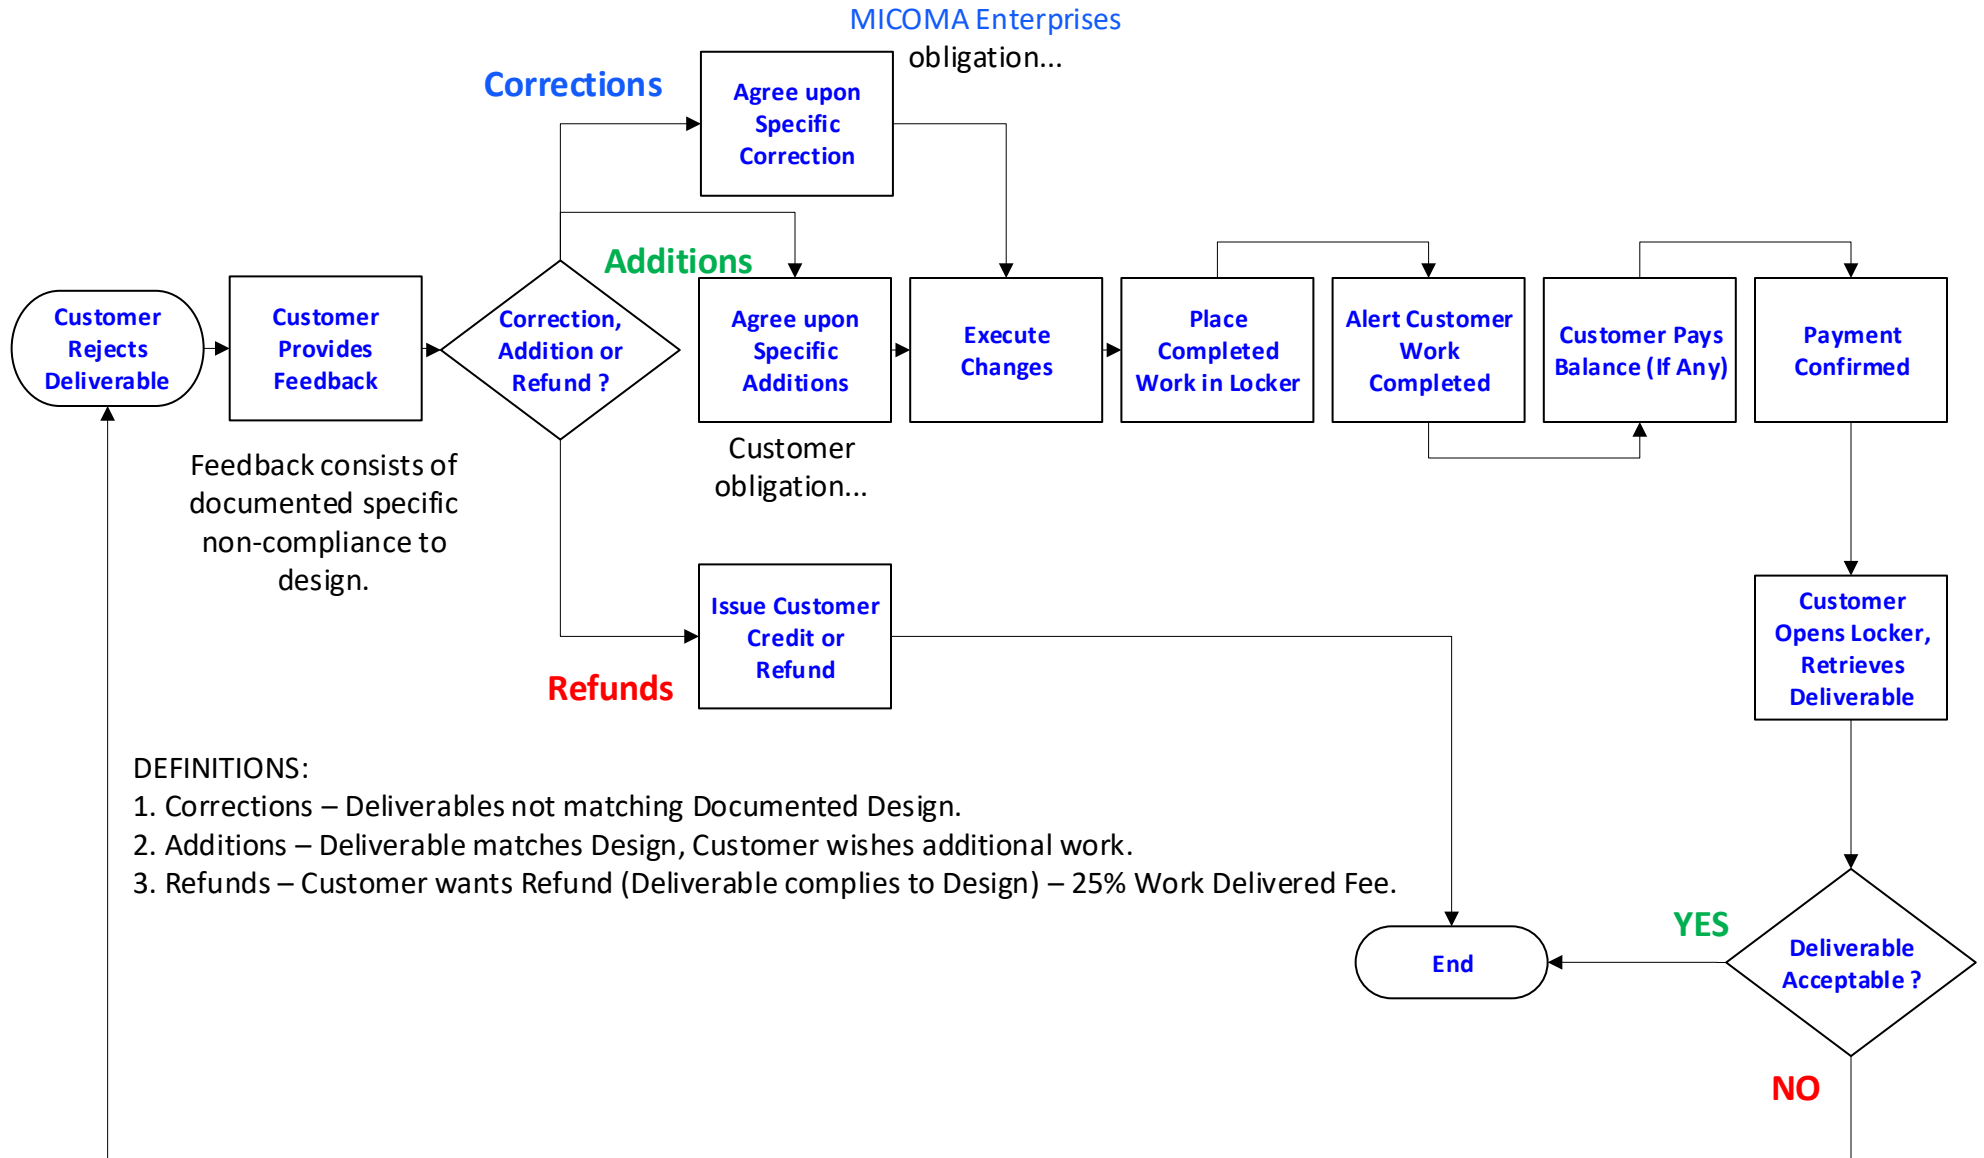 MICOMA Enterprises
obligation...
Corrections
Agree upon
Specific
Correction
Additions
Customer
Rejects
Deliverable
Customer
Provides
Feedback
Correction,
Addition or
Refund ?
Agree upon
Specific
Additions
Execute
Changes
Place
Completed
Work in Locker
Alert Customer
Work
Completed
Customer Pays
Balance (If Any)
Payment
Confirmed
Feedback consists of
documented specific
non-compliance to
design.
Customer
obligation...
Issue Customer
Credit or
Refund
Refunds
Customer
Opens Locker,
Retrieves
Deliverable
DEFINITIONS:
1. Corrections – Deliverables not matching Documented Design.
2. Additions – Deliverable matches Design, Customer wishes additional work.
3. Refunds – Customer wants Refund (Deliverable complies to Design) – 25% Work Delivered Fee.
End
YES
Deliverable
Acceptable ?
NO